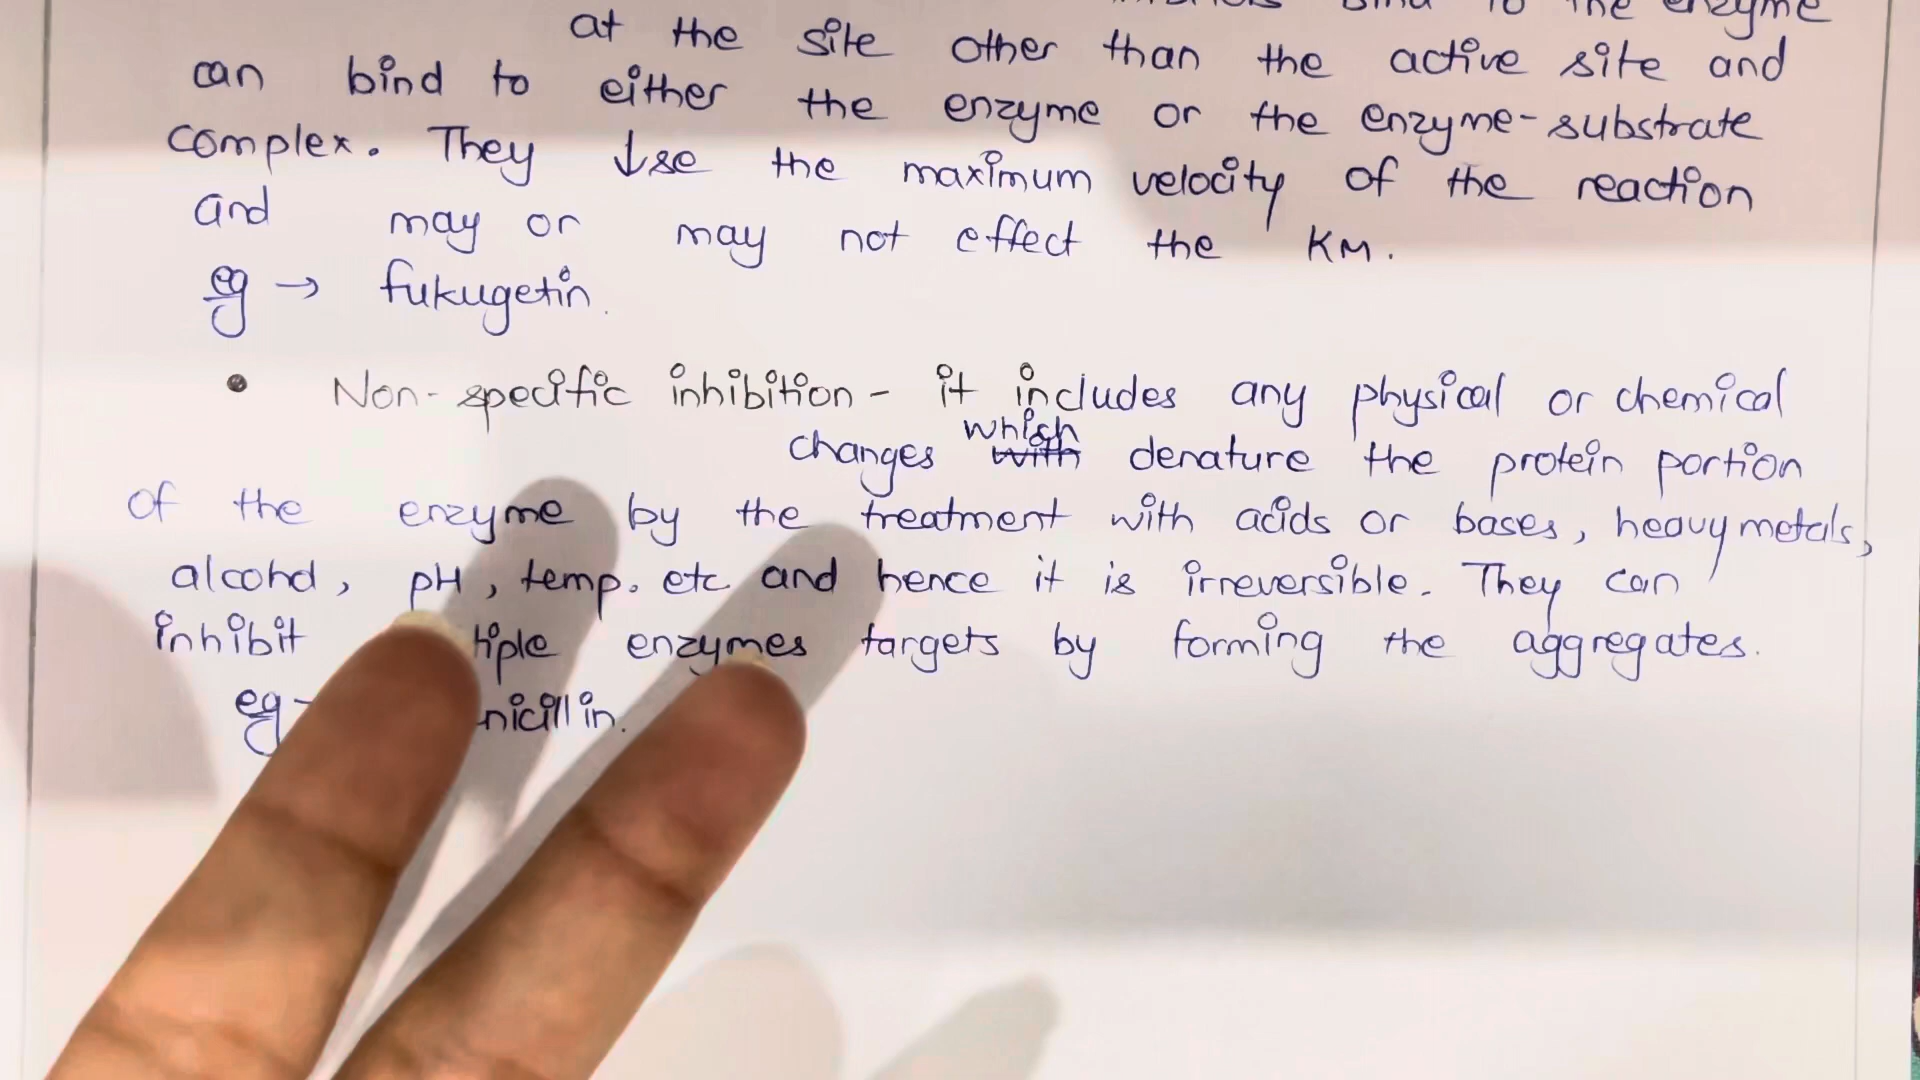 bind to the enzyme
at the site other than the active site and
can bind to either the enzyme or the enzyme-substrate
complex. They ↓se the maximum velocity of the reaction
and may or may not effect the KM.
eg → fukugetin.
• Non-specific inhibition - it includes any physical or chemical
changes with which denature the protein portion
of the enzyme by the treatment with acids or bases, heavy metals,
alcohol, pH, temp. etc and hence it is irreversible. They can
inhibit tiple enzymes targets by forming the aggregates.
eg nicillin.